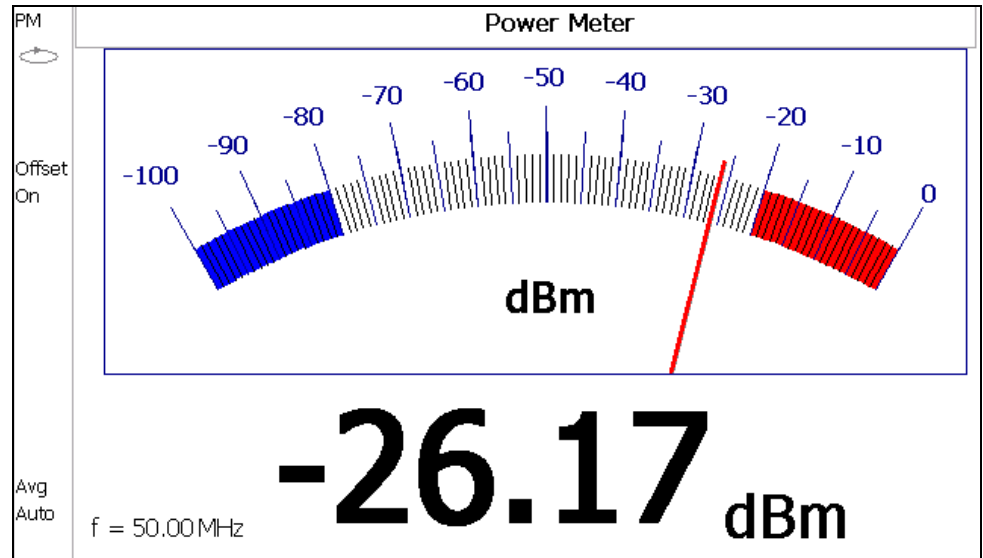 PM
Power Meter
Offset
On
-100
-90
-80
-70
-60
-50
-40
-30
-20
-10
0
dBm
-26.17 dBm
Avg
Auto
f = 50.00 MHz